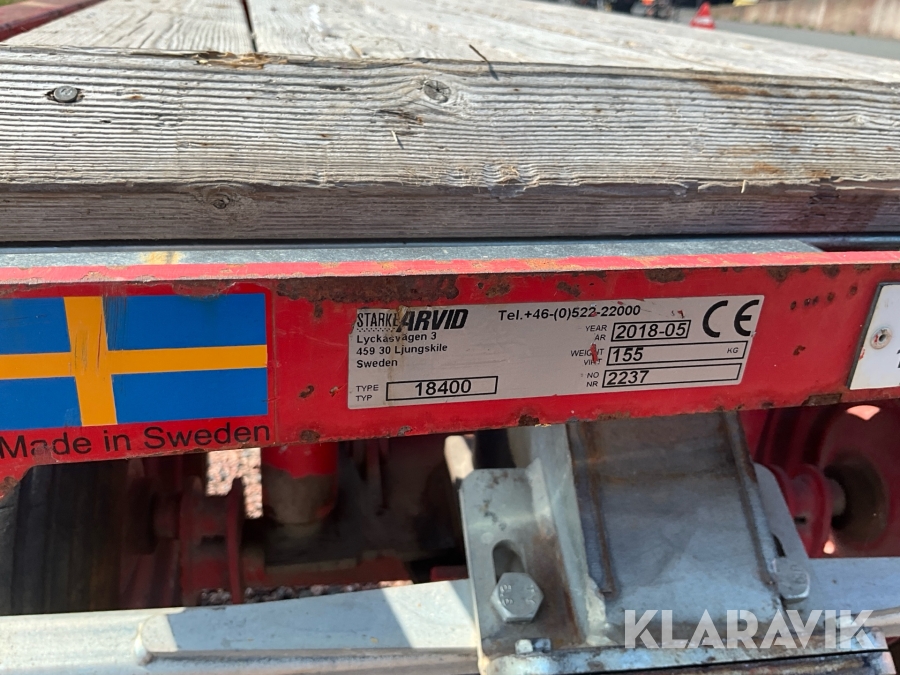 STARKE ARVID
Lyckasvägen 3
459 30 Ljungskile
Sweden
TYPE
TYP
18400
Tel.+46-(0)522-22000
YEAR
ÅR
2018-05
WEIGHT
VIKT
155
KG
NO
NR
2237
CE
Made in Sweden
KLARAVIK